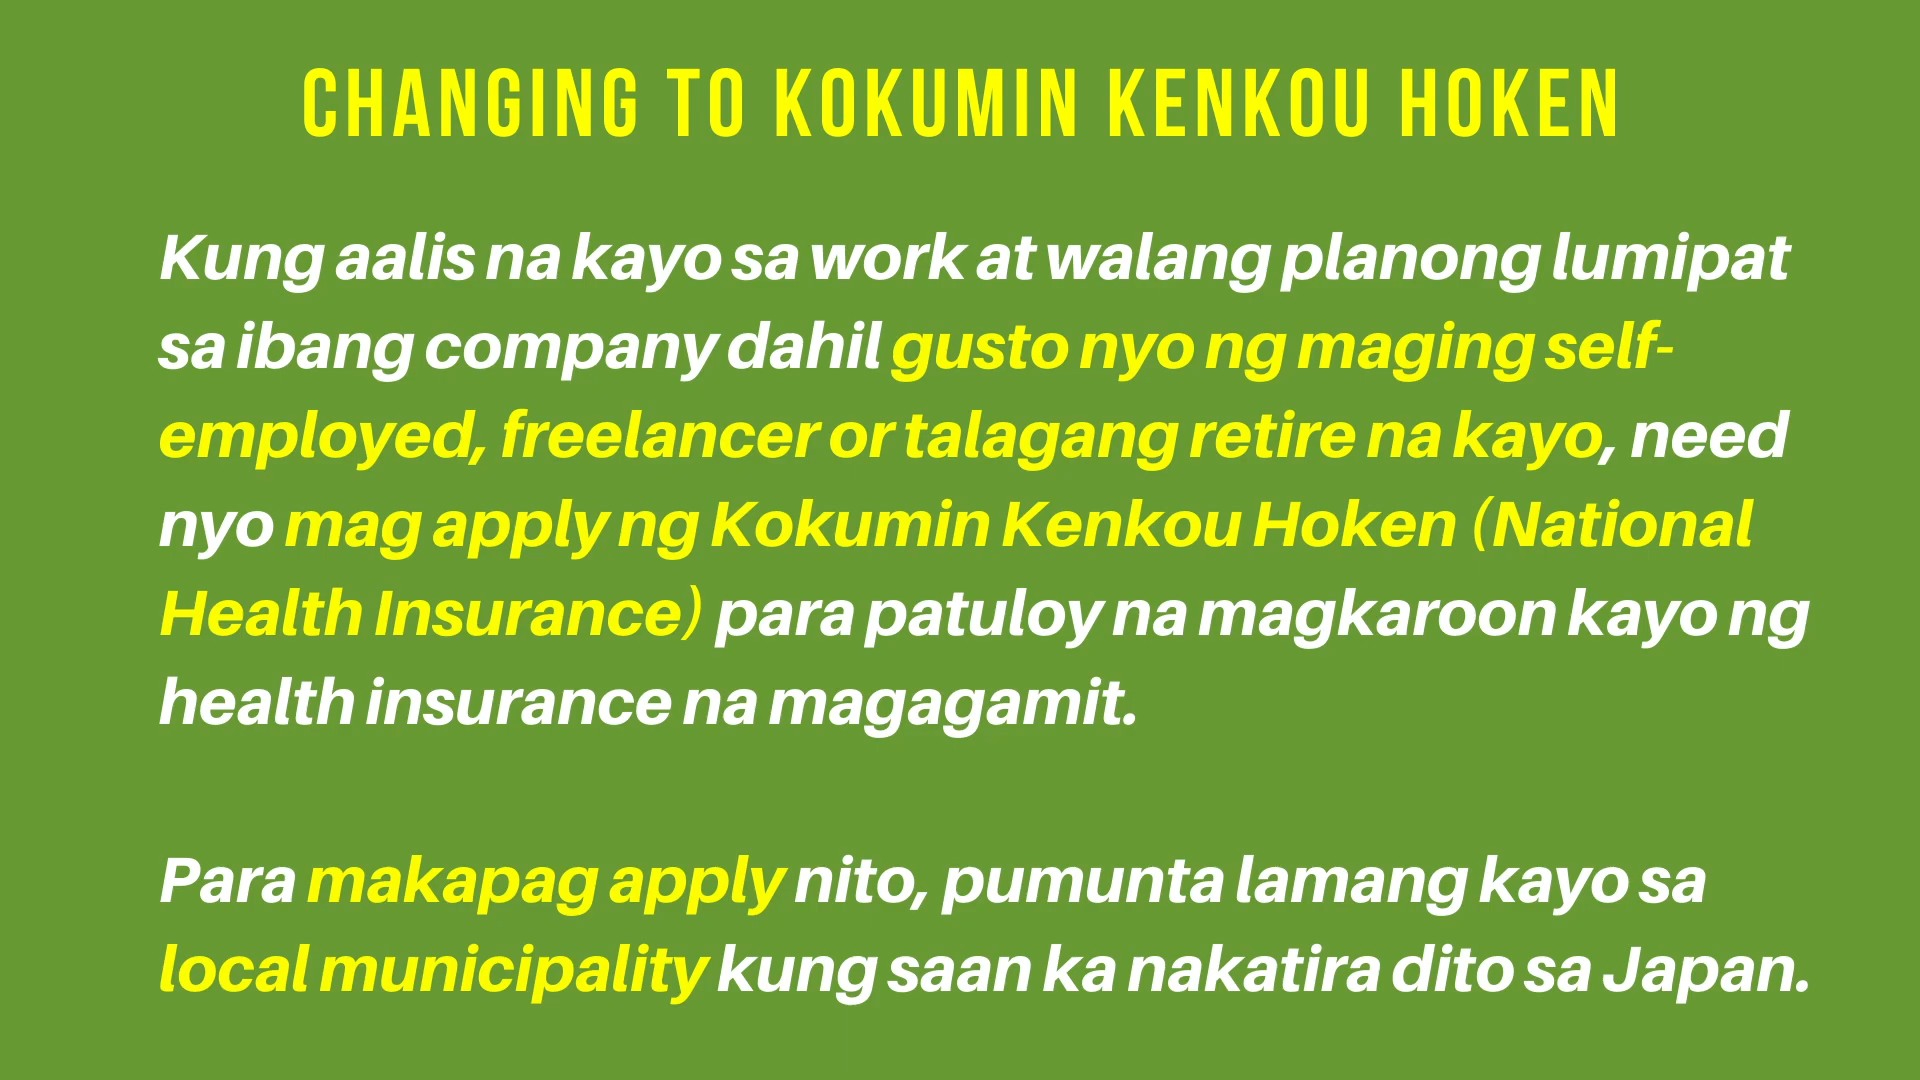 CHANGING TO KOKUMIN KENKOU HOKEN
Kung aalis na kayo sa work at walang planong lumipat
sa ibang company dahil gusto nyo ng maging self-
employed, freelancer or talagang retire na kayo, need
nyo mag apply ng Kokumin Kenkou Hoken (National
Health Insurance) para patuloy na magkaroon kayo ng
health insurance na magagamit.
Para makapag apply nito, pumunta lamang kayo sa
local municipality kung saan ka nakatira dito sa Japan.